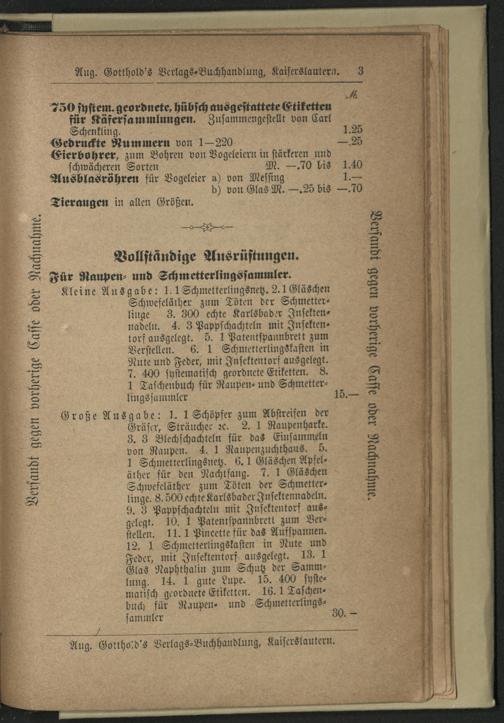 Aug. Gotthold's Verlags-Buchhandlung, Kaiserslautern. 3
M.
750 system. geordnete, hübsch ausgestattete Etiketten
für Käfersammlungen. Zusammengestellt von Carl
Schenkling. 1.25
Gedruckte Nummern von 1—220 —.25
Eierbohrer, zum Bohren von Vogeleiern in stärkeren und
schwächeren Sorten M. —.70 bis 1.40
Ausblasröhren für Vogeleier a) von Messing 1.—
b) von Glas M. —.25 bis —.70
Tieraugen in allen Größen.
Vollständige Ausrüstungen.
Für Raupen- und Schmetterlingssammler.
Kleine Ausgabe: 1. 1 Schmetterlingsnetz. 2. 1 Gläschen
Schwefeläther zum Töten der Schmetter-
linge 3. 300 echte Karlsbader Insekten-
nadeln. 4. 3 Pappschachteln mit Insekten-
torf ausgelegt. 5. 1 Patentspannbrett zum
Verstellen. 6. 1 Schmetterlingskasten in
Nute und Feder, mit Insektentorf ausgelegt.
7. 400 systematisch geordnete Etiketten. 8.
1 Taschenbuch für Raupen- und Schmetter-
lingssammler 15.—
Große Ausgabe: 1. 1 Schöpfer zum Abstreifen der
Gräser, Sträucher ꝛc. 2. 1 Raupenharke.
3. 3 Blechschachteln für das Einsammeln
von Raupen. 4. 1 Raupenzuchthaus. 5.
1 Schmetterlingsnetz. 6. 1 Gläschen Apfel-
äther für den Nachtfang. 7. 1 Gläschen
Schwefeläther zum Töten der Schmetter-
linge. 8. 500 echte Karlsbader Insektennadeln.
9. 3 Pappschachteln mit Insektentorf aus-
gelegt. 10. 1 Patentspannbrett zum Ver-
stellen. 11. 1 Pincette für das Aufspannen.
12. 1 Schmetterlingskasten in Nute und
Feder, mit Insektentorf ausgelegt. 13. 1
Glas Naphthalin zum Schutz der Samm-
lung. 14. 1 gute Lupe. 15. 400 syste-
matisch geordnete Etiketten. 16. 1 Taschen-
buch für Raupen- und Schmetterlings-
sammler 30.—
Aug. Gotthold's Verlags-Buchhandlung, Kaiserslautern.
Versandt gegen vorherige Casse oder Nachnahme.
Versandt gegen vorherige Casse oder Nachnahme.